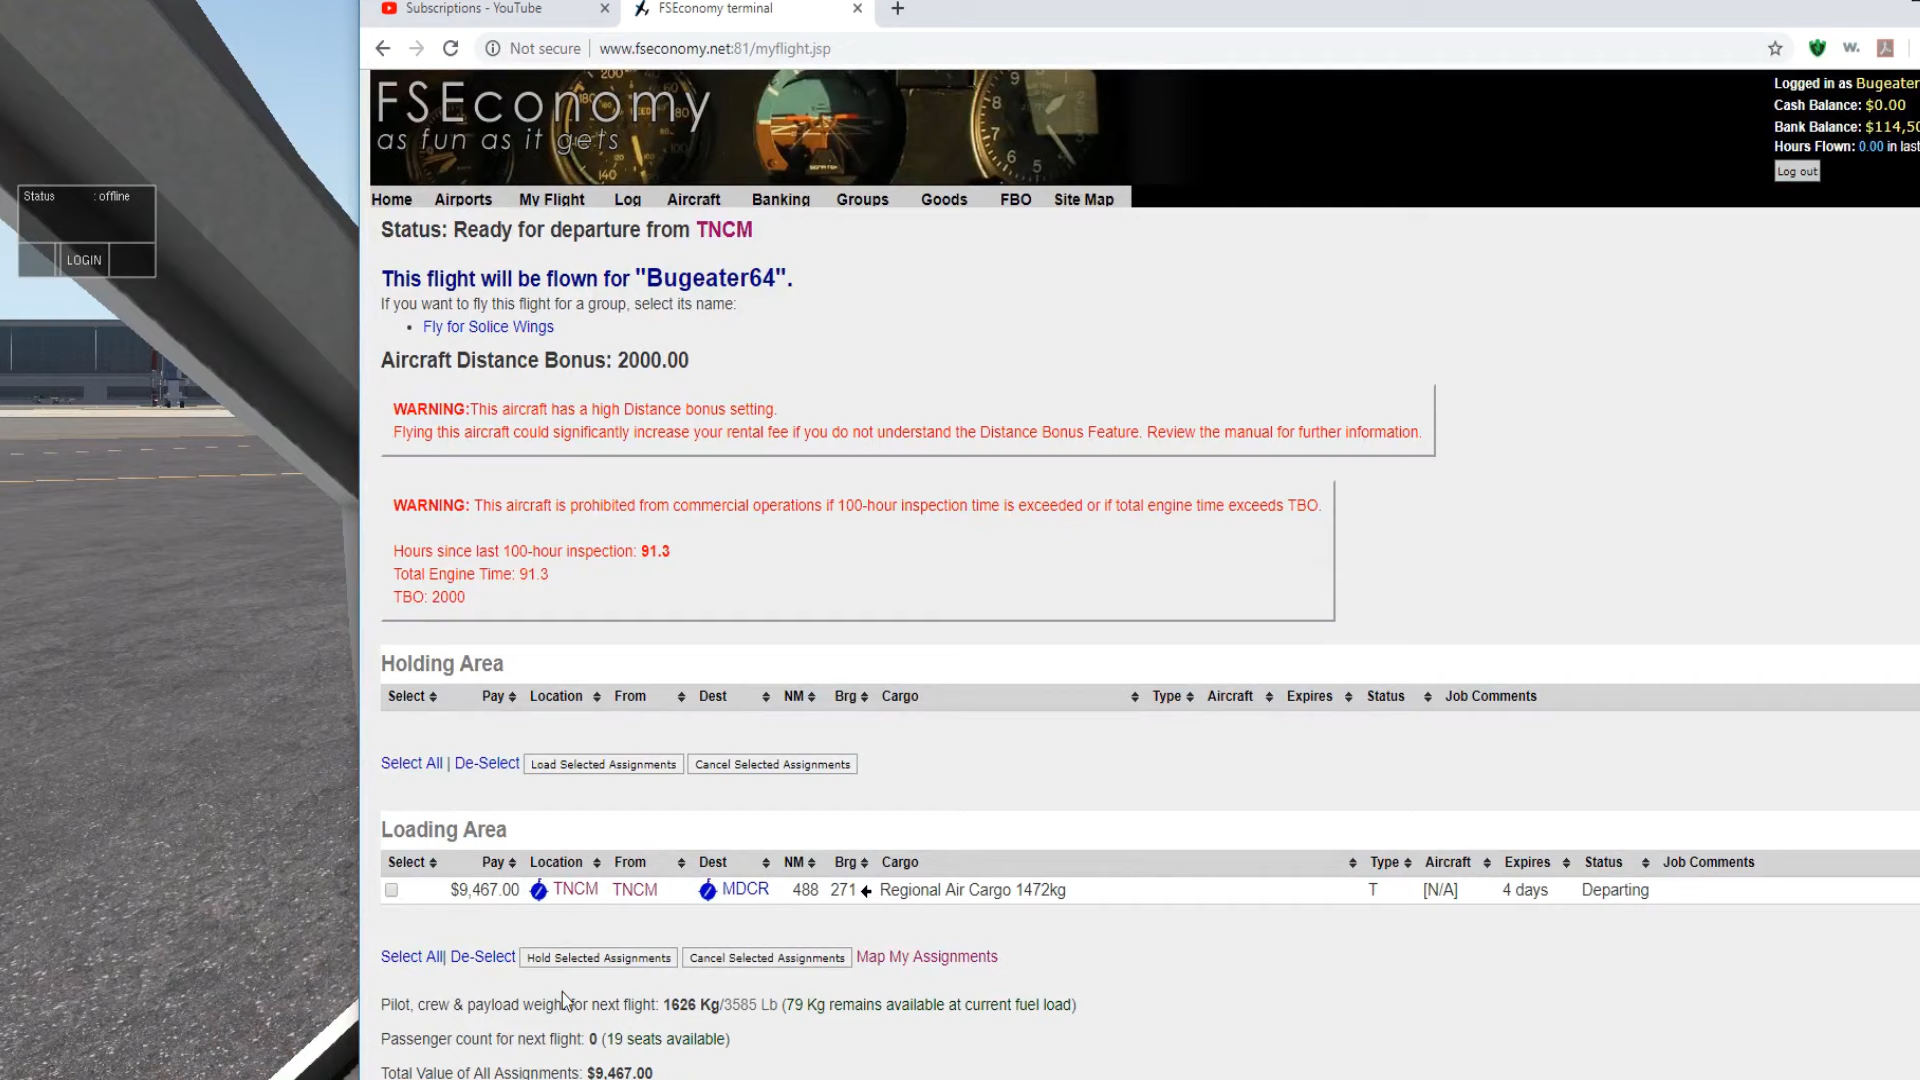 Subscriptions - YouTube
FSEconomy terminal
Not secure
www.fseconomy.net:81/myflight.jsp
FSEconomy
as fun as it gets
Logged in as Bugeater
Cash Balance: $0.00
Bank Balance: $114,50
Hours Flown: 0.00 in last
Log out
Home Airports My Flight Log Aircraft Banking Groups Goods FBO Site Map
Status : offline
LOGIN
Status: Ready for departure from TNCM
This flight will be flown for "Bugeater64".
If you want to fly this flight for a group, select its name:
• Fly for Solice Wings
Aircraft Distance Bonus: 2000.00
WARNING:This aircraft has a high Distance bonus setting.
Flying this aircraft could significantly increase your rental fee if you do not understand the Distance Bonus Feature. Review the manual for further information.
WARNING: This aircraft is prohibited from commercial operations if 100-hour inspection time is exceeded or if total engine time exceeds TBO.
Hours since last 100-hour inspection: 91.3
Total Engine Time: 91.3
TBO: 2000
Holding Area
Select Pay Location From Dest NM Brg Cargo Type Aircraft Expires Status Job Comments
Select All | De-Select Load Selected Assignments Cancel Selected Assignments
Loading Area
Select Pay Location From Dest NM Brg Cargo Type Aircraft Expires Status Job Comments
$9,467.00 TNCM TNCM MDCR 488 271 Regional Air Cargo 1472kg T [N/A] 4 days Departing
Select All| De-Select Hold Selected Assignments Cancel Selected Assignments Map My Assignments
Pilot, crew & payload weight for next flight: 1626 Kg/3585 Lb (79 Kg remains available at current fuel load)
Passenger count for next flight: 0 (19 seats available)
Total Value of All Assignments: $9,467.00